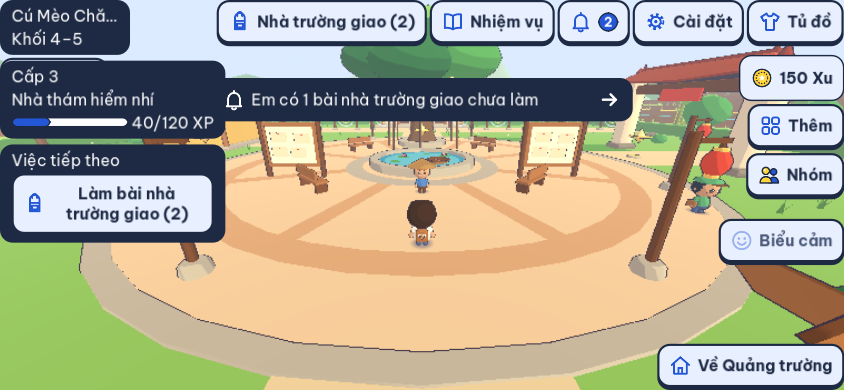 Cú Mèo Chă...
Khối 4–5
Nhà trường giao (2)
Nhiệm vụ
2
Cài đặt
Tủ đồ
Cấp 3
Nhà thám hiểm nhí
40/120 XP
Em có 1 bài nhà trường giao chưa làm
150 Xu
Thêm
Việc tiếp theo
Làm bài nhà
trường giao (2)
Nhóm
Biểu cảm
Về Quảng trường